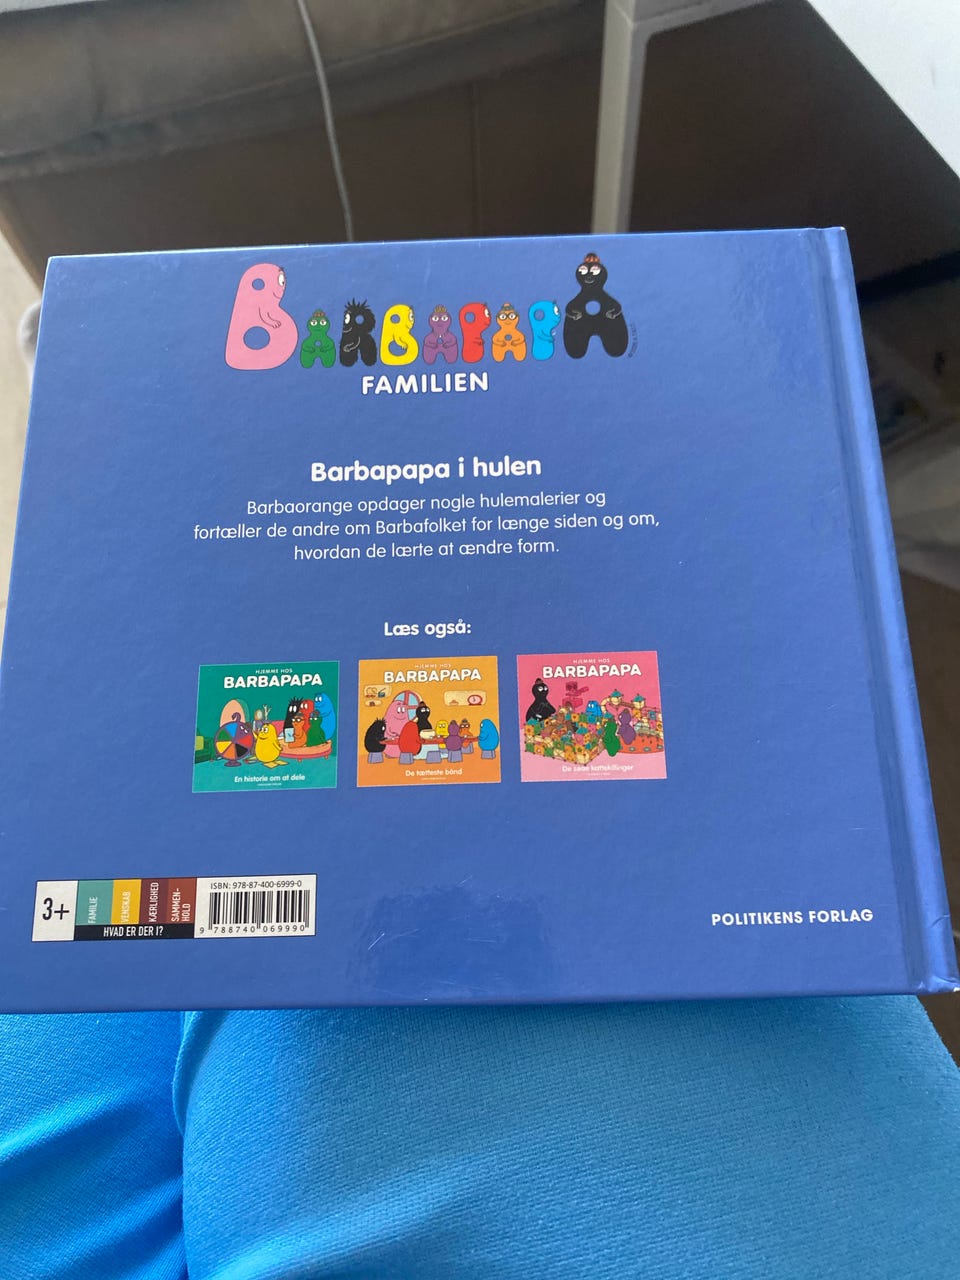 BARBAPAPA
FAMILIEN
Barbapapa i hulen
Barbaorange opdager nogle hulemalerier og
fortæller de andre om Barbafolket for længe siden og om,
hvordan de lærte at ændre form.
Læs også:
HJEMME HOS
BARBAPAPA
En historie om at dele
HJEMME HOS
BARBAPAPA
De tætteste bånd
HJEMME HOS
BARBAPAPA
De søde kattekillinger
3+
FAMILIE
VENSKAB
KÆRLIGHED
SAMMEN-
HOLD
HVAD ER DER I?
ISBN: 978-87-400-6999-0
9 788740 069990
POLITIKENS FORLAG